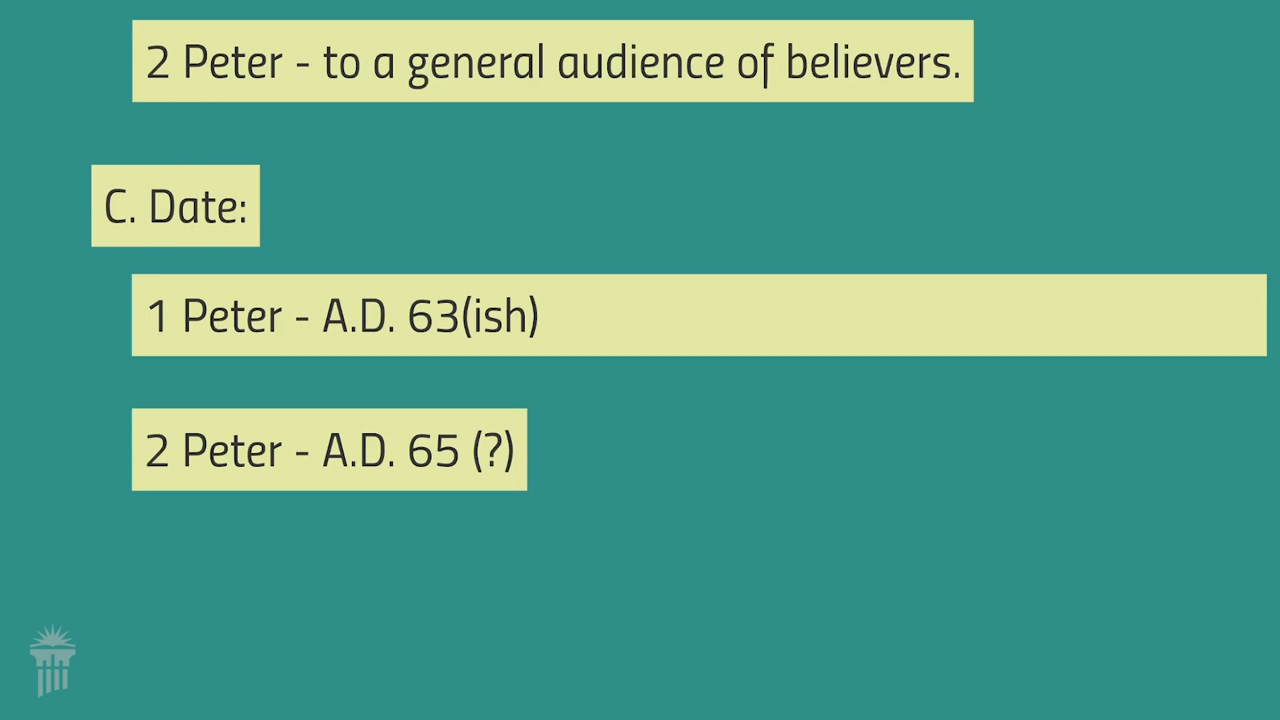 2 Peter - to a general audience of believers.
C. Date:
1 Peter - A.D. 63(ish)
2 Peter - A.D. 65 (?)